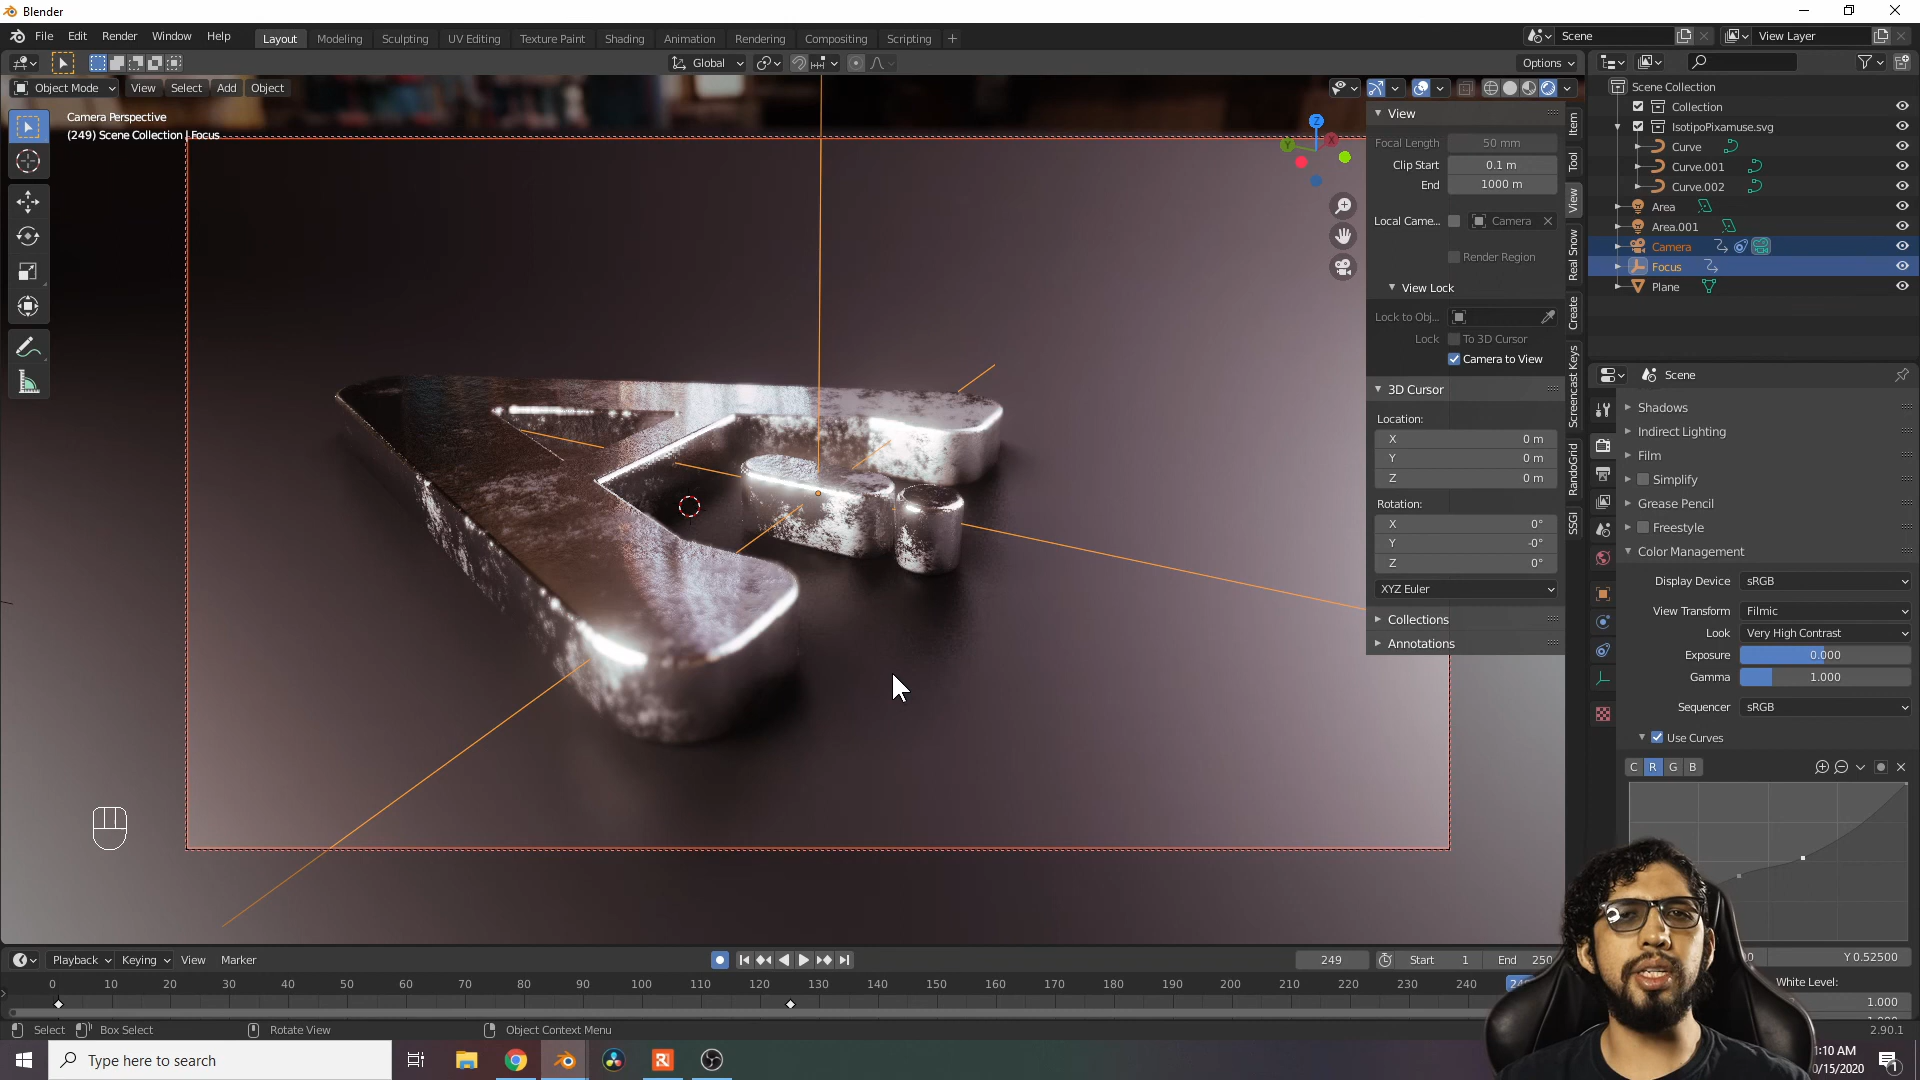 Blender
File Edit Render Window Help
Layout Modeling Sculpting UV Editing Texture Paint Shading Animation Rendering Compositing Scripting +
Scene
View Layer
Global
Options
Object Mode View Select Add Object
Camera Perspective
(249) Scene Collection | Focus
View
Focal Length 50 mm
Clip Start 0.1 m
End 1000 m
Local Came... Camera
Render Region
View Lock
Lock to Obj...
Lock To 3D Cursor
Camera to View
3D Cursor
Location:
X 0 m
Y 0 m
Z 0 m
Rotation:
X 0°
Y -0°
Z 0°
XYZ Euler
Collections
Annotations
Item
Tool
View
Real Snow
Create
Screencast Keys
RandoGrid
SSGI
Z
X
Y
Scene Collection
Collection
IsotipoPixamuse.svg
Curve
Curve.001
Curve.002
Area
Area.001
Camera
Focus
Plane
Scene
Shadows
Indirect Lighting
Film
Simplify
Grease Pencil
Freestyle
Color Management
Display Device sRGB
View Transform Filmic
Look Very High Contrast
Exposure 0.000
Gamma 1.000
Sequencer sRGB
Use Curves
C R G B
Y 0.52500
White Level:
1.000
1.000
Playback Keying View Marker
249 Start 1 End 250
0 10 20 30 40 50 60 70 80 90 100 110 120 130 140 150 160 170 180 190 200 210 220 230 240
Select Box Select Rotate View Object Context Menu
2.90.1
Type here to search
:10 AM
0/15/2020
1